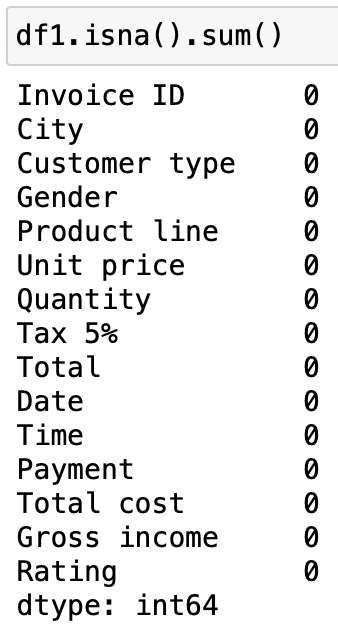 df1.isna().sum()
Invoice ID 0
City 0
Customer type 0
Gender 0
Product line 0
Unit price 0
Quantity 0
Tax 5% 0
Total 0
Date 0
Time 0
Payment 0
Total cost 0
Gross income 0
Rating 0
dtype: int64